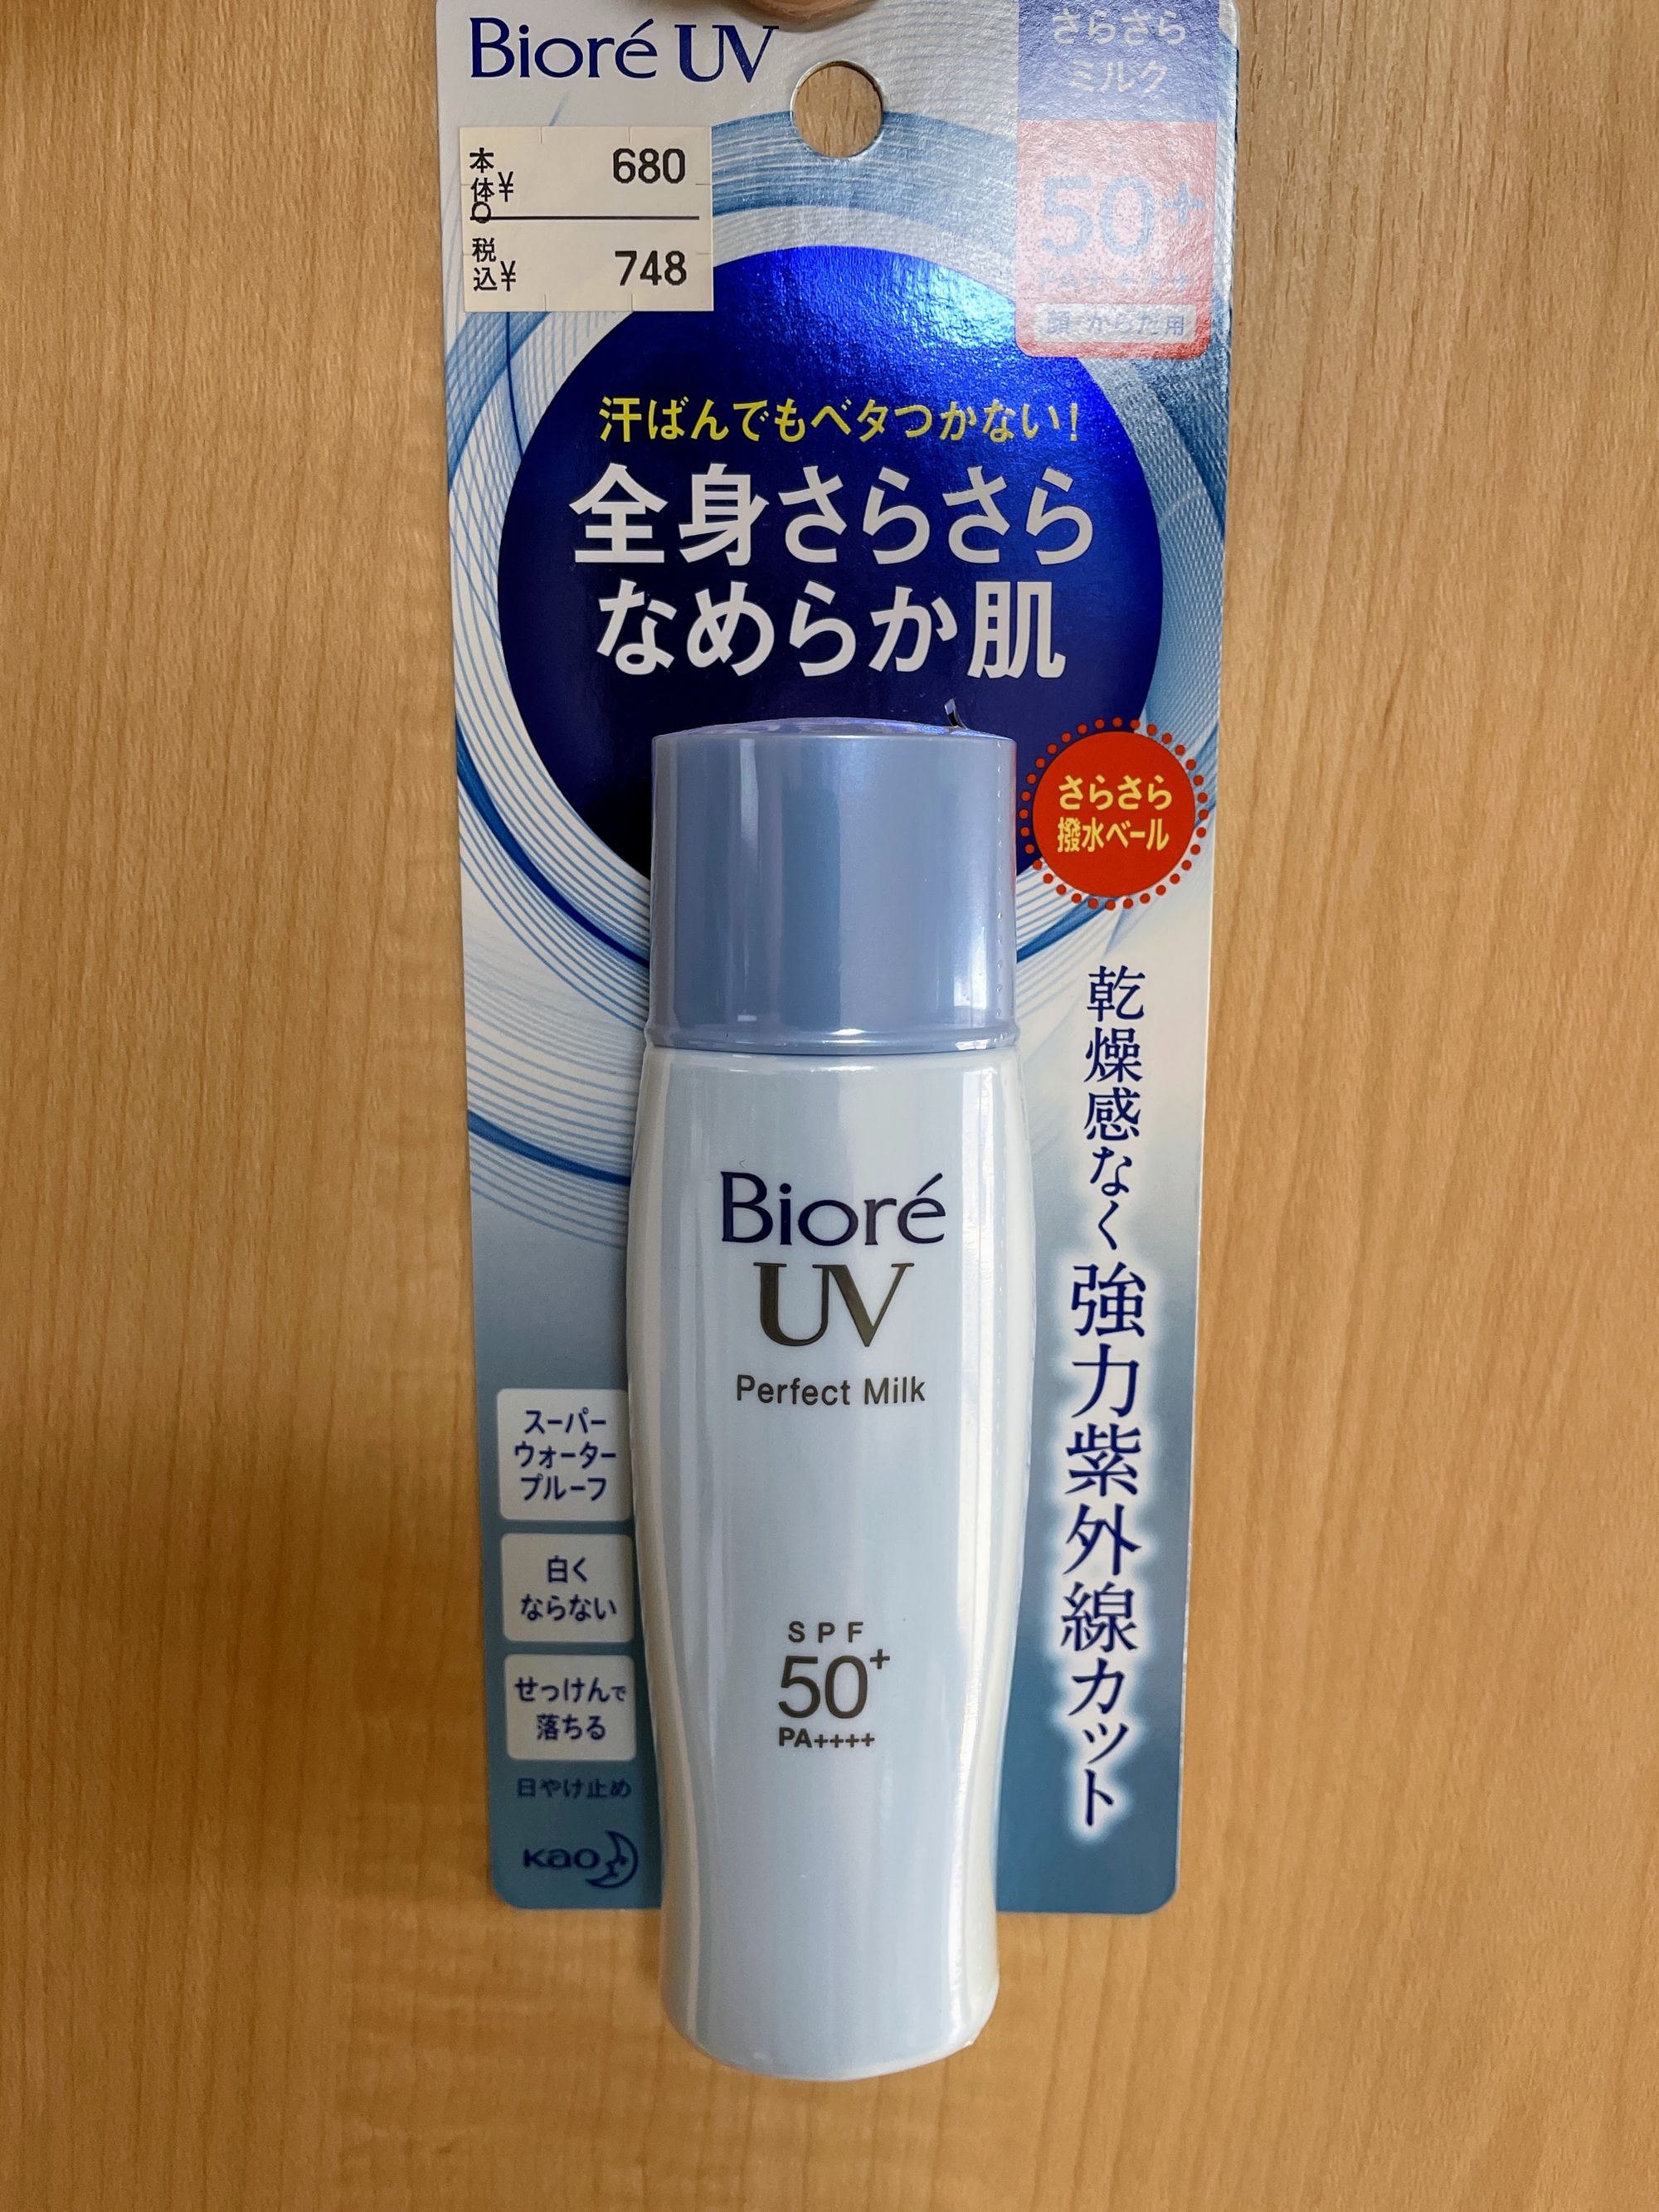 Bioré UV
さらさら
ミルク
50+
PA++++
顔・からだ用
本体¥ 680
税込¥ 748
汗ばんでもベタつかない!
全身さらさら
なめらか肌
さらさら
撥水ベール
乾燥感なく強力紫外線カット
Bioré
UV
Perfect Milk
SPF
50+
PA++++
スーパー
ウォーター
プルーフ
白く
ならない
せっけんで
落ちる
日やけ止め
Kao